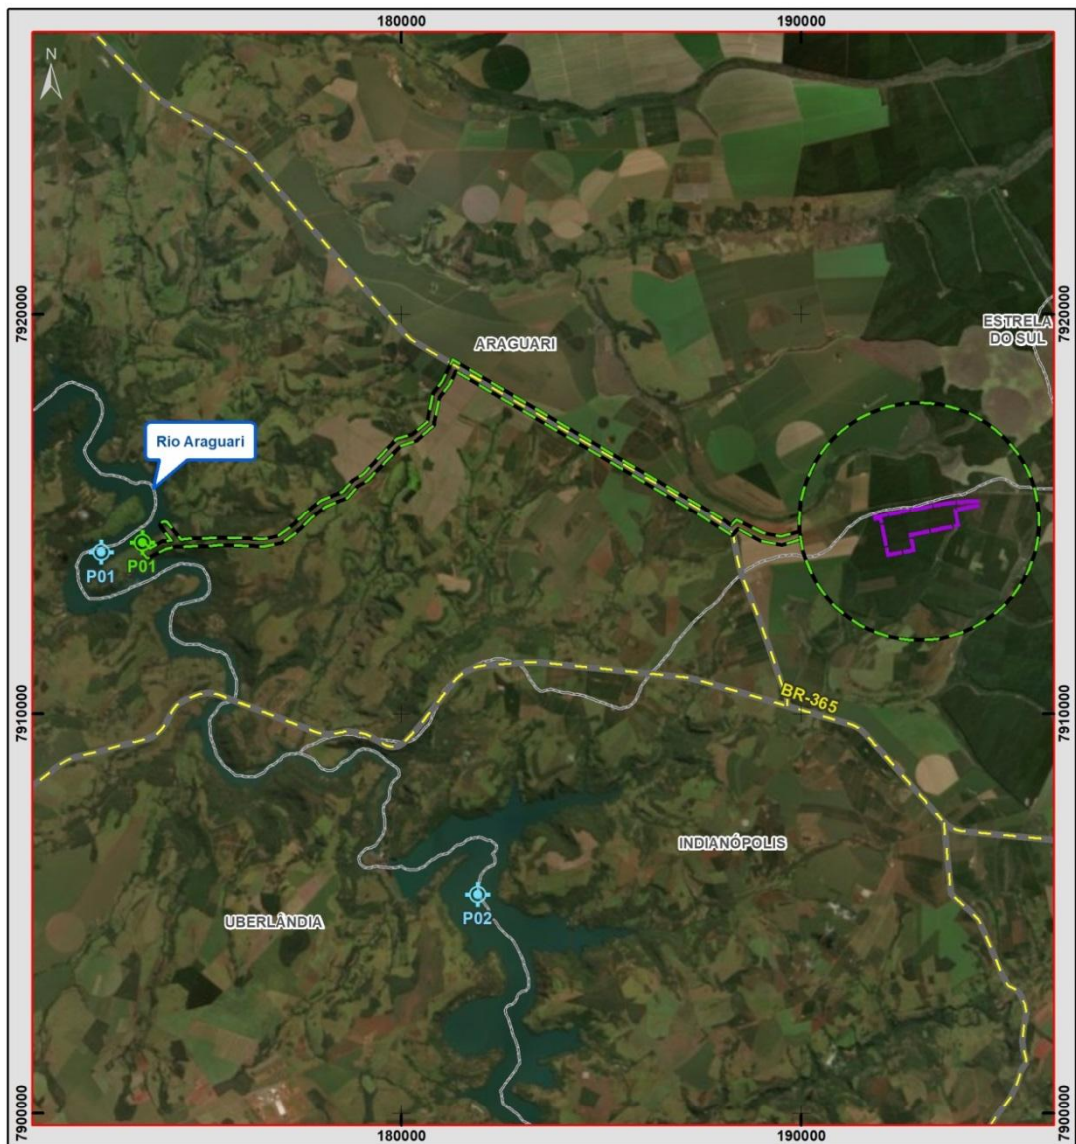 180000
190000
N
7920000
7920000
ESTRELA
DO SUL
ARAGUARI
Rio Araguari
P01
P01
BR-365
7910000
7910000
INDIANÓPOLIS
UBERLÂNDIA
P02
7900000
7900000
180000
190000